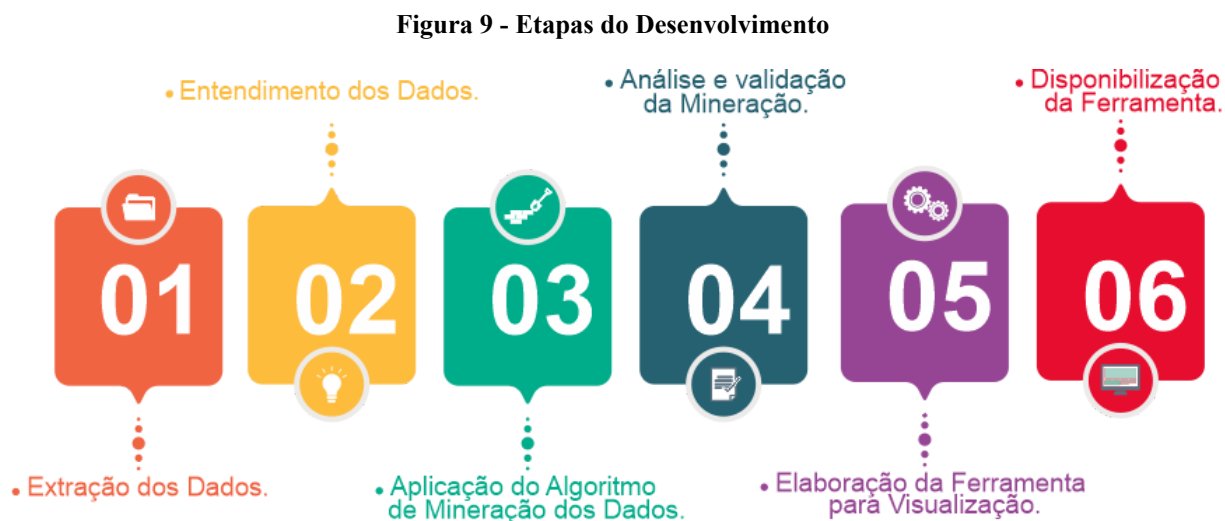 Figura 9 - Etapas do Desenvolvimento
• Entendimento dos Dados.
• Análise e validação
da Mineração.
• Disponibilização
da Ferramenta.
01
02
03
04
05
06
• Extração dos Dados.
• Aplicação do Algoritmo
de Mineração dos Dados.
• Elaboração da Ferramenta
para Visualização.